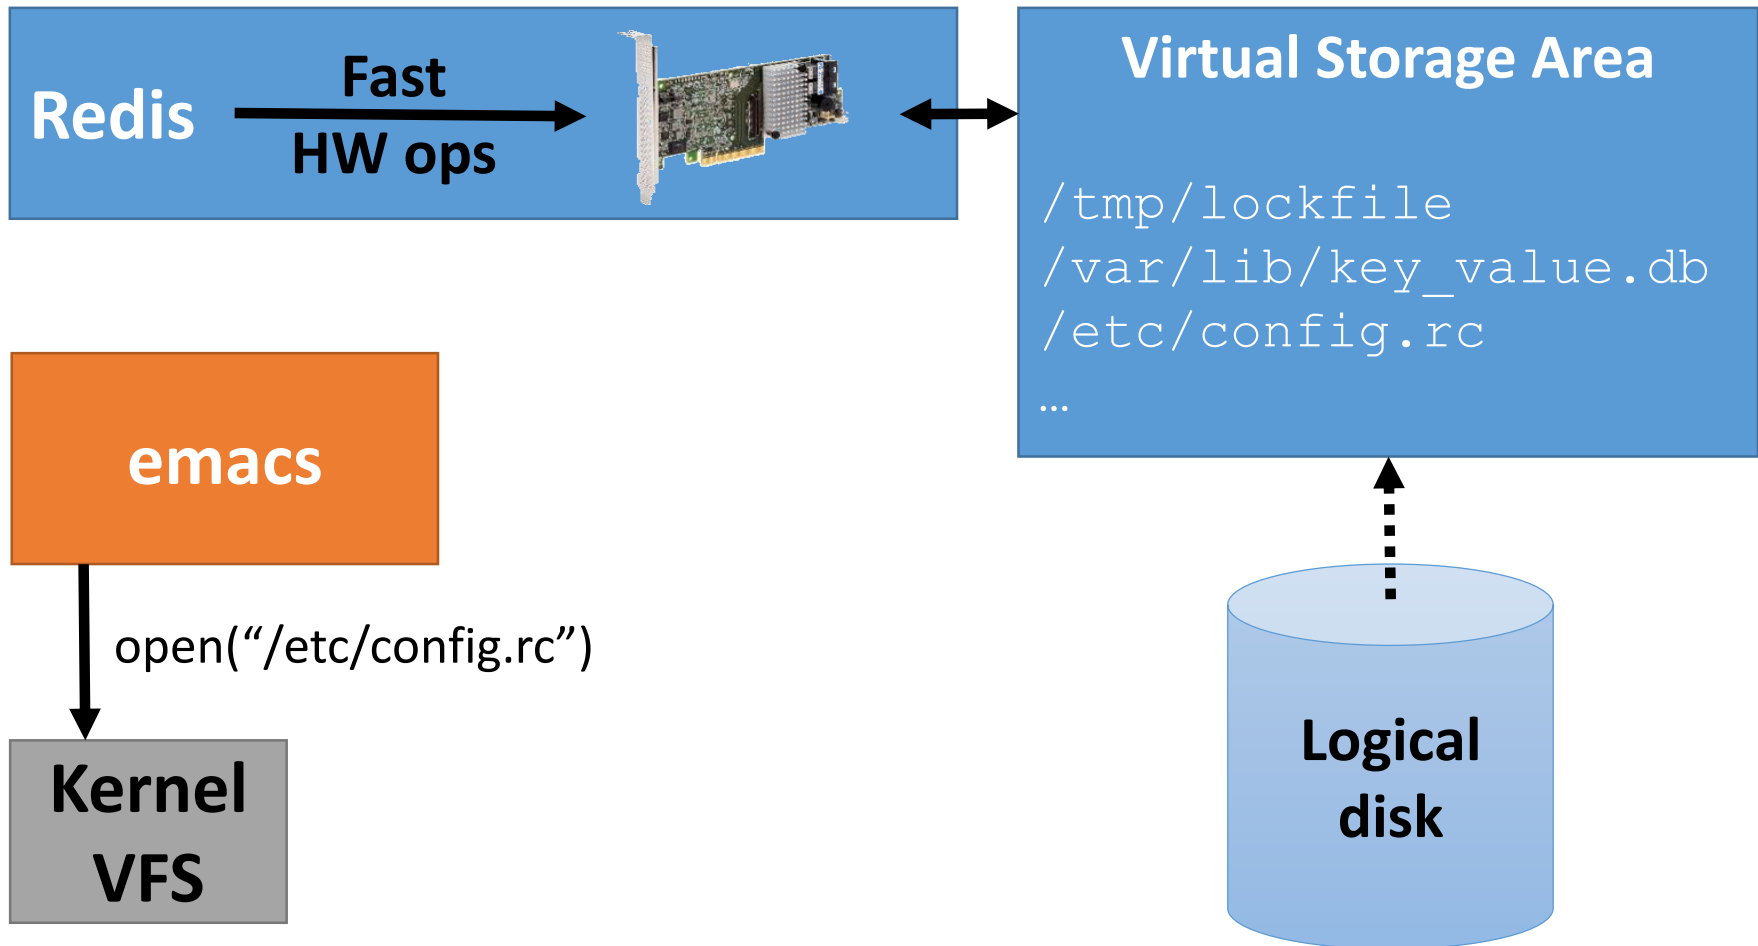 Redis
Fast
HW ops
Virtual Storage Area
/tmp/lockfile
/var/lib/key_value.db
/etc/config.rc
…
emacs
open(“/etc/config.rc”)
Kernel
VFS
Logical
disk